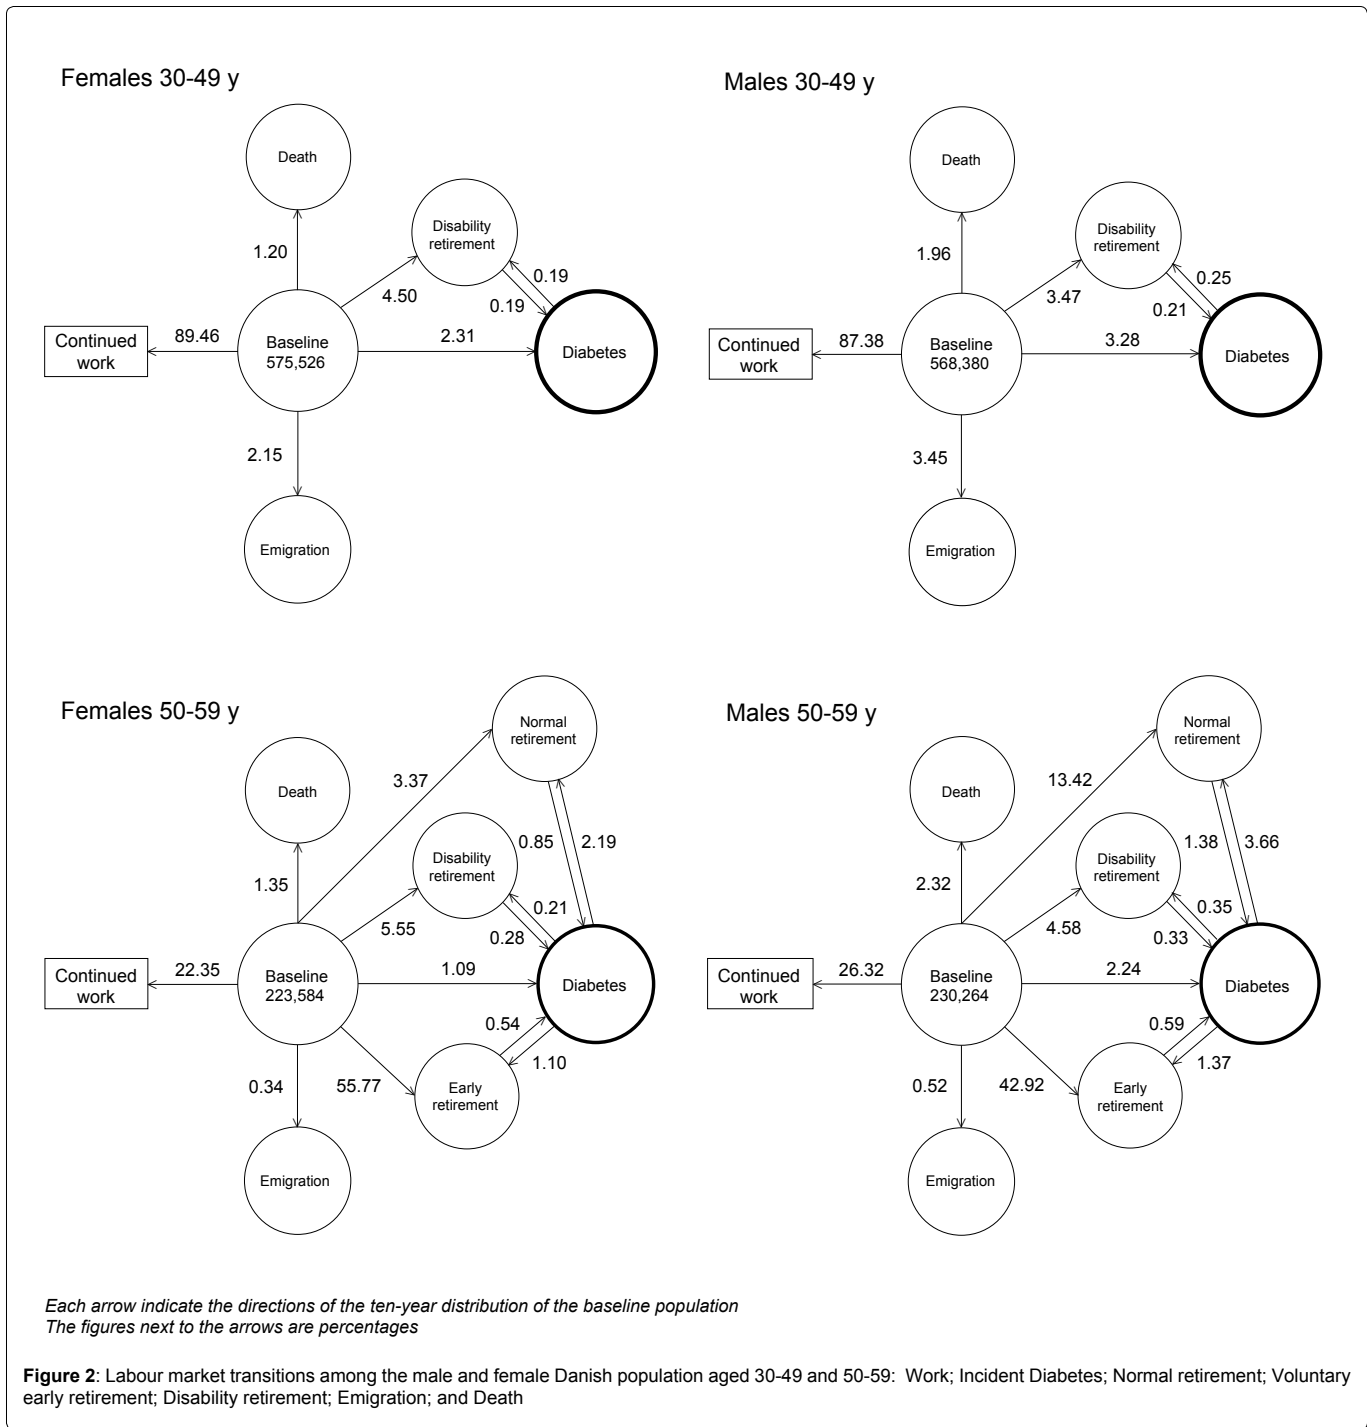 Females 30-49 y
Death
Disability
retirement
1.20
0.19
4.50
0.19
89.46
2.31
Continued
work
Baseline
575,526
Diabetes
2.15
Emigration
Males 30-49 y
Death
Disability
retirement
1.96
0.25
3.47
0.21
87.38
3.28
Continued
work
Baseline
568,380
Diabetes
3.45
Emigration
Females 50-59 y
Normal
retirement
3.37
Death
0.85
2.19
Disability
retirement
1.35
0.21
5.55
0.28
22.35
1.09
Continued
work
Baseline
223,584
Diabetes
0.54
1.10
0.34
55.77
Early
retirement
Emigration
Males 50-59 y
Normal
retirement
13.42
Death
1.38
3.66
Disability
retirement
2.32
0.35
4.58
0.33
26.32
2.24
Continued
work
Baseline
230,264
Diabetes
0.59
1.37
0.52
42.92
Early
retirement
Emigration
Each arrow indicate the directions of the ten-year distribution of the baseline population
The figures next to the arrows are percentages
Figure 2: Labour market transitions among the male and female Danish population aged 30-49 and 50-59: Work; Incident Diabetes; Normal retirement; Voluntary
early retirement; Disability retirement; Emigration; and Death